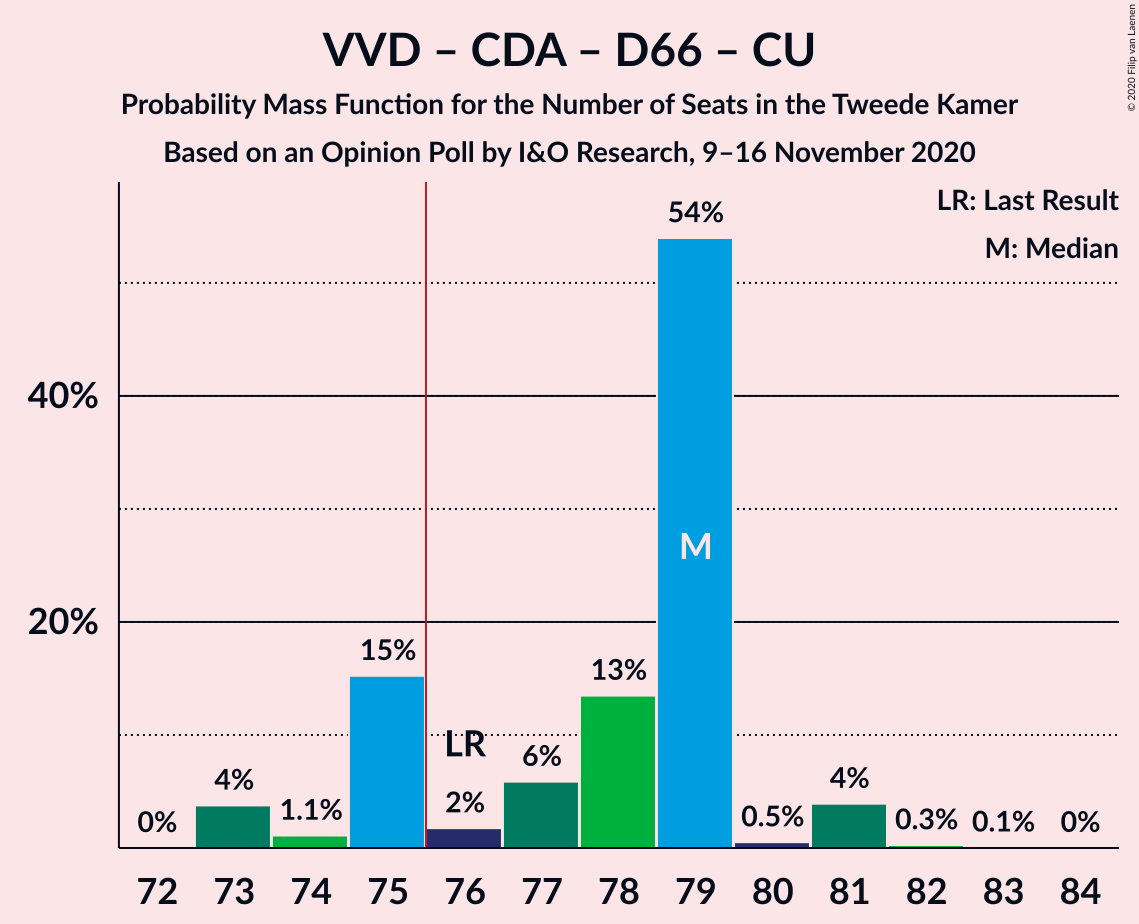 VVD – CDA – D66 – CU
Probability Mass Function for the Number of Seats in the Tweede Kamer
Based on an Opinion Poll by I&O Research, 9–16 November 2020
© 2020 Filip van Laenen
LR: Last Result
M: Median
54%
40%
M
20%
15%
13%
LR
6%
4%
1.1%
0%
2%
0.5%
4%
0.3%
0.1%
0%
72 73 74 75 76 77 78 79 80 81 82 83 84